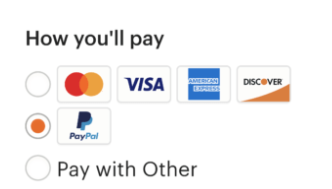 How you'll pay
VISA AMERICAN EXPRESS DISCOVER
PayPal
Pay with Other